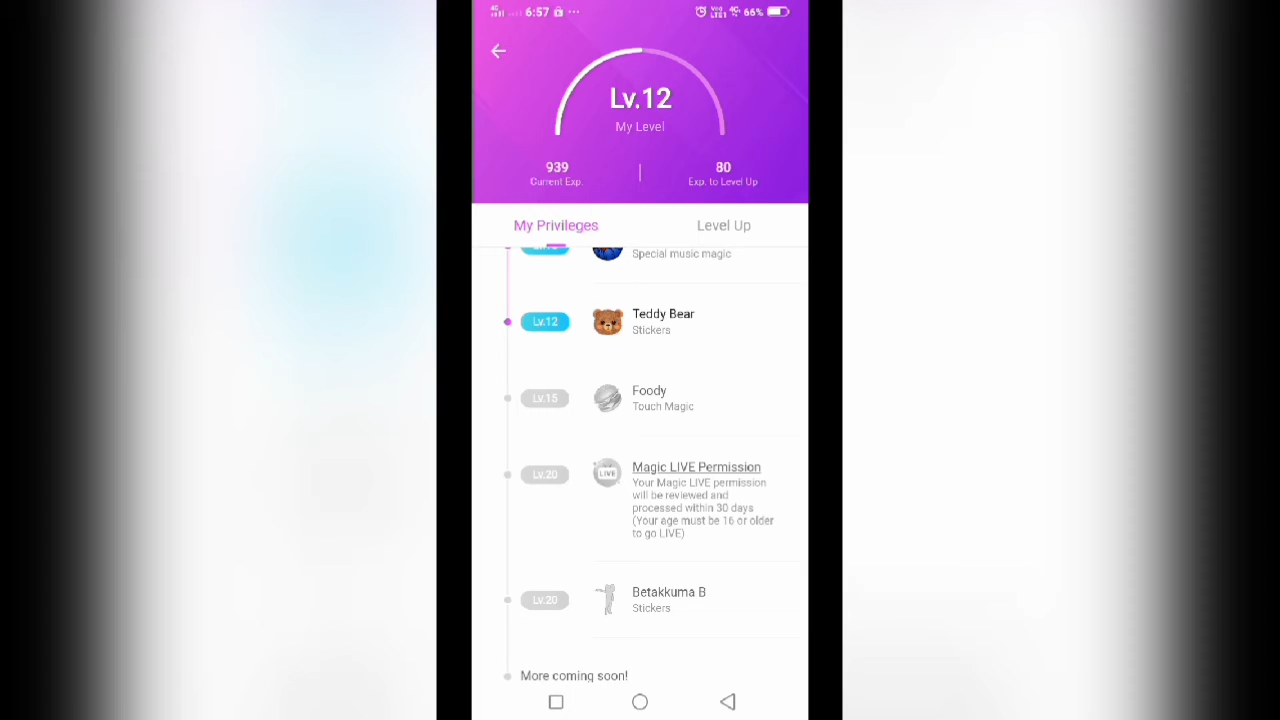 4G 6:57 ··· 4G 66%
Lv.12
My Level
939 80
Current Exp. Exp. to Level Up
My Privileges Level Up
Special music magic
Lv.12 Teddy Bear
Stickers
Lv.15 Foody
Touch Magic
Lv.20 LIVE Magic LIVE Permission
Your Magic LIVE permission
will be reviewed and
processed within 30 days
(Your age must be 16 or older
to go LIVE)
Lv.20 Betakkuma B
Stickers
More coming soon!